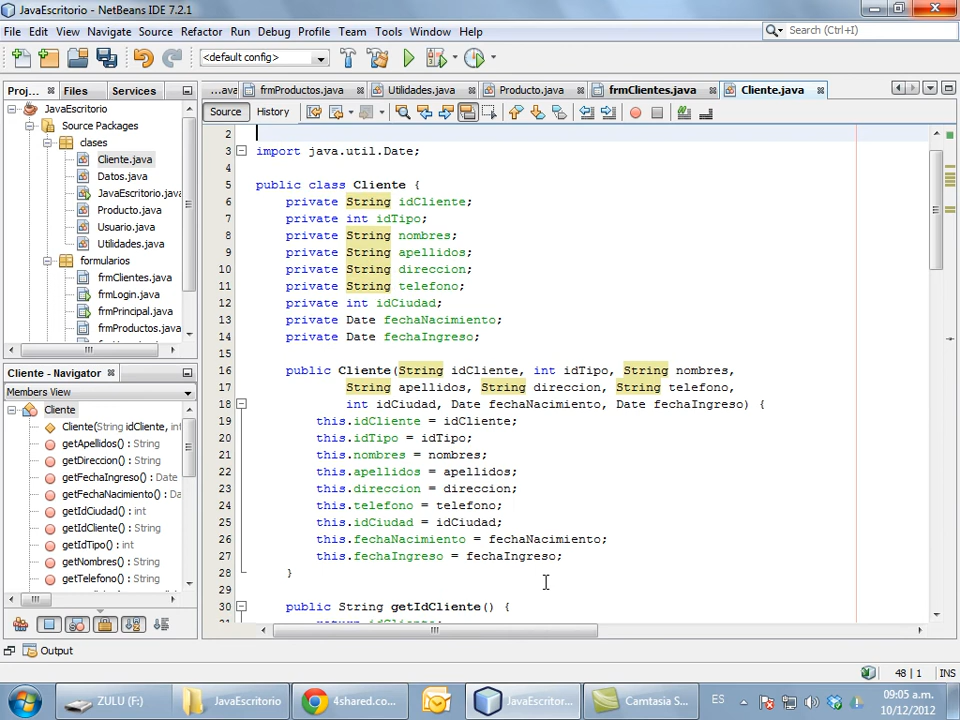 JavaEscritorio - NetBeans IDE 7.2.1
File Edit View Navigate Source Refactor Run Debug Profile Team Tools Window Help
Search (Ctrl+I)
<default config>
Proj... Files Services
...ava frmProductos.java Utilidades.java Producto.java frmClientes.java Cliente.java
Source History
JavaEscritorio
Source Packages
clases
Cliente.java
Datos.java
JavaEscritorio.java
Producto.java
Usuario.java
Utilidades.java
formularios
frmClientes.java
frmLogin.java
frmPrincipal.java
frmProductos.java
Cliente - Navigator
Members View
Cliente
Cliente(String idCliente, int
getApellidos() : String
getDireccion() : String
getFechaIngreso() : Date
getFechaNacimiento() : Da
getIdCiudad() : int
getIdCliente() : String
getIdTipo() : int
getNombres() : String
getTelefono() : String
2
3 import java.util.Date;
4
5 public class Cliente {
6 private String idCliente;
7 private int idTipo;
8 private String nombres;
9 private String apellidos;
10 private String direccion;
11 private String telefono;
12 private int idCiudad;
13 private Date fechaNacimiento;
14 private Date fechaIngreso;
15
16 public Cliente(String idCliente, int idTipo, String nombres,
17 String apellidos, String direccion, String telefono,
18 int idCiudad, Date fechaNacimiento, Date fechaIngreso) {
19 this.idCliente = idCliente;
20 this.idTipo = idTipo;
21 this.nombres = nombres;
22 this.apellidos = apellidos;
23 this.direccion = direccion;
24 this.telefono = telefono;
25 this.idCiudad = idCiudad;
26 this.fechaNacimiento = fechaNacimiento;
27 this.fechaIngreso = fechaIngreso;
28 }
29
30 public String getIdCliente() {
31 return idCliente;
Output
48 | 1 INS
ZULU (F:) JavaEscritorio 4shared.co... JavaEscritor... Camtasia S... ES
09:05 a.m.
10/12/2012